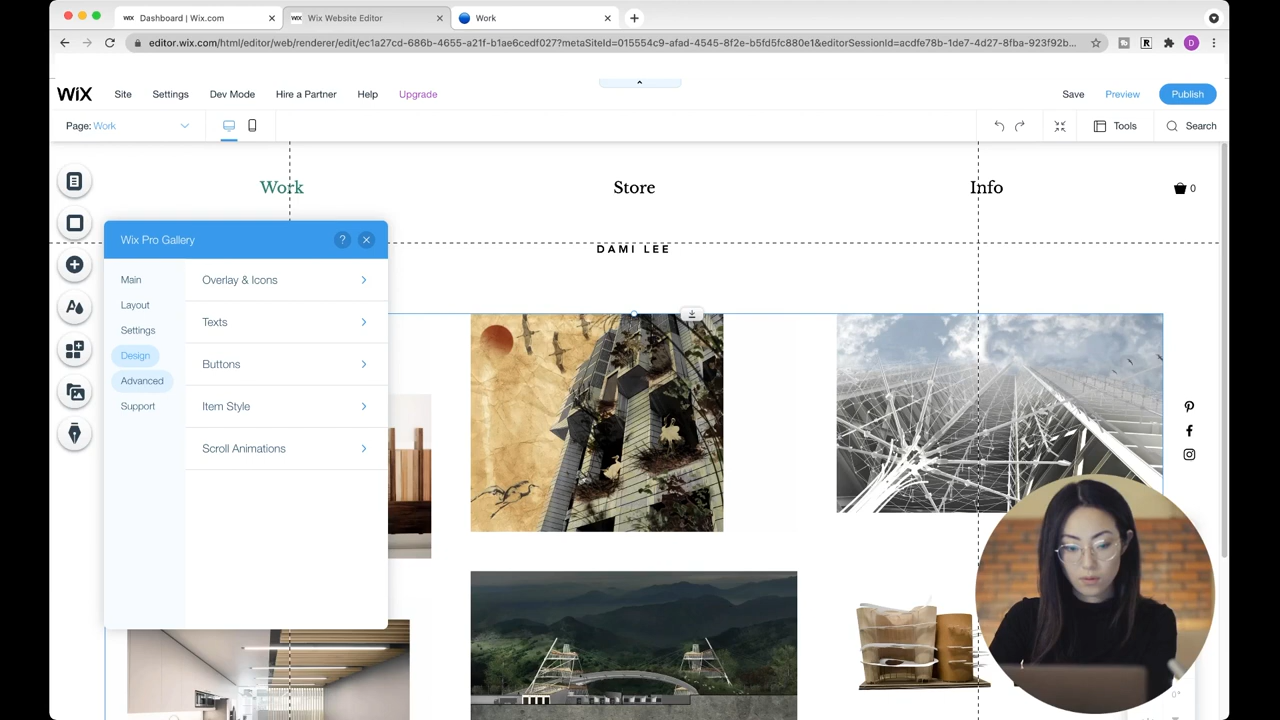 WiX Dashboard | Wix.com
WiX Wix Website Editor
Work
editor.wix.com/html/editor/web/renderer/edit/ec1a27cd-686b-4655-a21f-b1ae6cedf027?metaSiteId=015554c9-afad-4545-8f2e-b5fd5fc880e1&editorSessionId=acdfe78b-1de7-4d27-8fba-923f92b...
R
D
WiX
Site
Settings
Dev Mode
Hire a Partner
Help
Upgrade
Save
Preview
Publish
Page: Work
Tools
Search
Work
Store
Info
0
Wix Pro Gallery
?
DAMI LEE
Main
Layout
Settings
Design
Advanced
Support
Overlay & Icons
Texts
Buttons
Item Style
Scroll Animations
0°